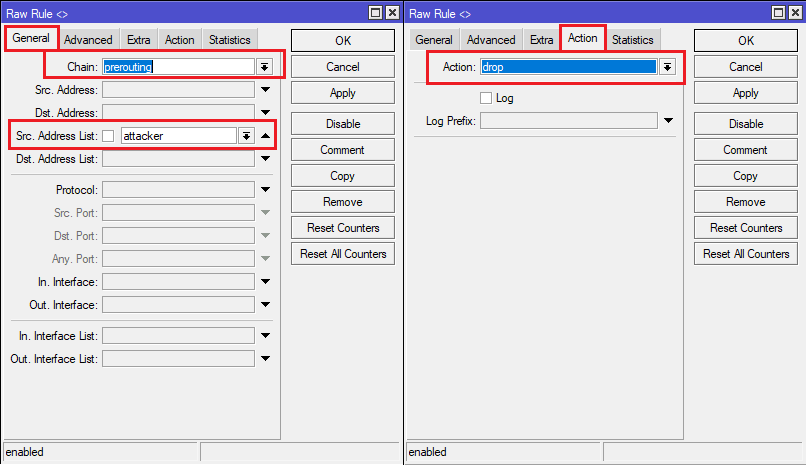 Raw Rule <>
General Advanced Extra Action Statistics
Chain: prerouting
Src. Address:
Dst. Address:
Src. Address List: attacker
Dst. Address List:
Protocol:
Src. Port:
Dst. Port:
Any. Port:
In. Interface:
Out. Interface:
In. Interface List:
Out. Interface List:
OK
Cancel
Apply
Disable
Comment
Copy
Remove
Reset Counters
Reset All Counters
enabled
Raw Rule <>
General Advanced Extra Action Statistics
Action: drop
Log
Log Prefix:
OK
Cancel
Apply
Disable
Comment
Copy
Remove
Reset Counters
Reset All Counters
enabled